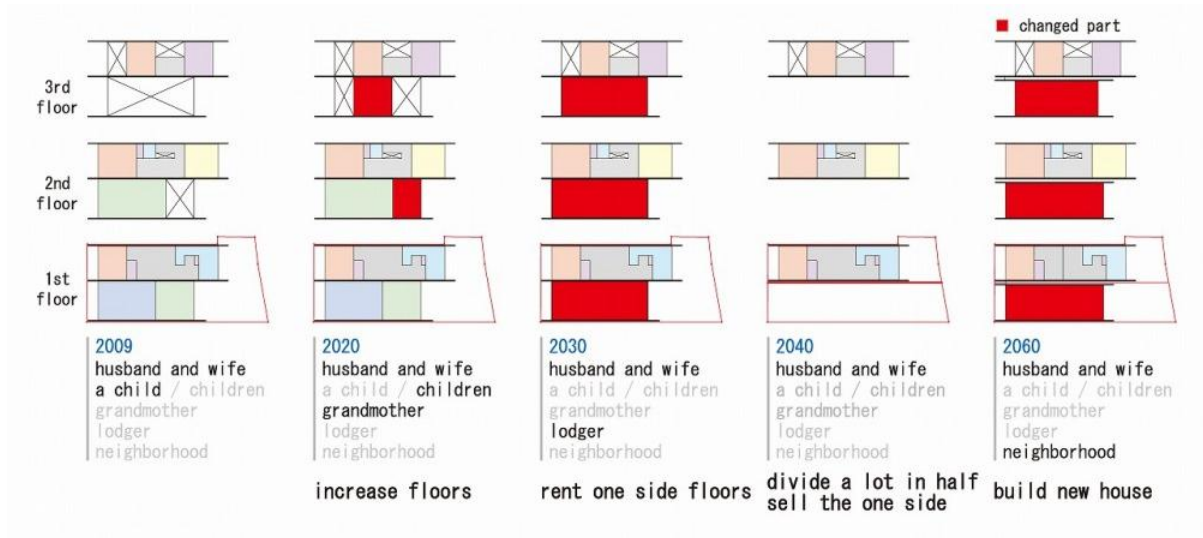 changed part
3rd
floor
2nd
floor
1st
floor
2009
husband and wife
a child / children
grandmother
lodger
neighborhood
2020
husband and wife
a child / children
grandmother
lodger
neighborhood
increase floors
2030
husband and wife
a child / children
grandmother
lodger
neighborhood
rent one side floors
2040
husband and wife
a child / children
grandmother
lodger
neighborhood
divide a lot in half
sell the one side
2060
husband and wife
a child / children
grandmother
lodger
neighborhood
build new house